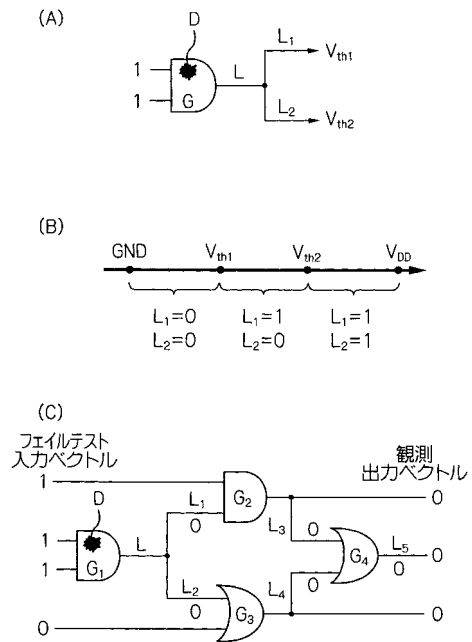 (A)
D
1
1
G
L
L₁
Vth1
L₂
Vth2
(B)
GND
Vth1
Vth2
VDD
L₁=0
L₂=0
L₁=1
L₂=0
L₁=1
L₂=1
(C)
フェイルテスト
入力ベクトル
観測
出力ベクトル
1
D
1
1
G₁
L
L₁
0
G₂
L₃
0
0
L₂
0
G₃
L₄
0
G₄
L₅
0
0
0
0